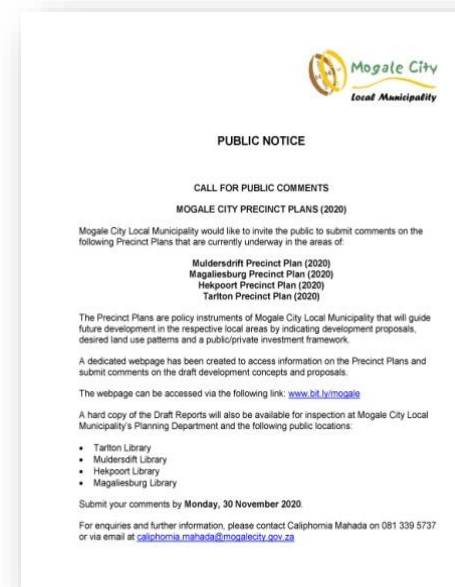 Mogale City
Local Municipality
PUBLIC NOTICE
CALL FOR PUBLIC COMMENTS
MOGALE CITY PRECINCT PLANS (2020)
Mogale City Local Municipality would like to invite the public to submit comments on the
following Precinct Plans that are currently underway in the areas of:
Muldersdrift Precinct Plan (2020)
Magaliesburg Precinct Plan (2020)
Hekpoort Precinct Plan (2020)
Tarlton Precinct Plan (2020)
The Precinct Plans are policy instruments of Mogale City Local Municipality that will guide
future development in the respective local areas by indicating development proposals,
desired land use patterns and a public/private investment framework.
A dedicated webpage has been created to access information on the Precinct Plans and
submit comments on the draft development concepts and proposals.
The webpage can be accessed via the following link: www.bit.ly/mogale
A hard copy of the Draft Reports will also be available for inspection at Mogale City Local
Municipality's Planning Department and the following public locations:
• Tarlton Library
• Muldersdift Library
• Hekpoort Library
• Magaliesburg Library
Submit your comments by Monday, 30 November 2020.
For enquiries and further information, please contact Caliphornia Mahada on 081 339 5737
or via email at caliphornia.mahada@mogalecity.gov.za